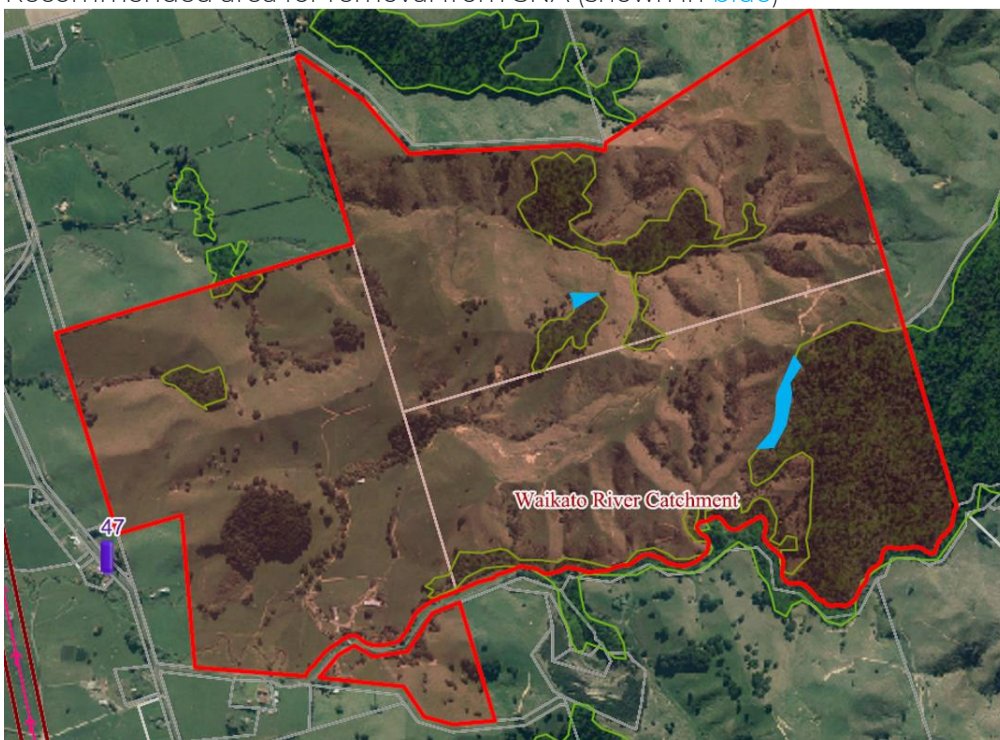 Recommended area for removal from SNA (shown in blue)
47
Waikato River Catchment